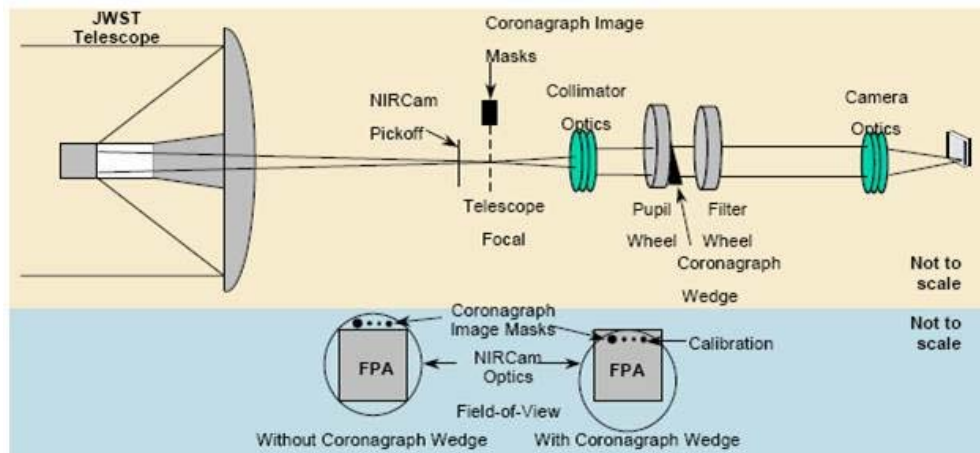 JWST
Telescope
Coronagraph Image
Masks
NIRCam
Pickoff
Collimator
Optics
Camera
Optics
Telescope
Focal
Pupil
Wheel
Filter
Wheel
Coronagraph
Wedge
Not to
scale
Coronagraph
Image Masks
Not to
scale
FPA
NIRCam
Optics
FPA
Calibration
Field-of-View
Without Coronagraph Wedge
With Coronagraph Wedge